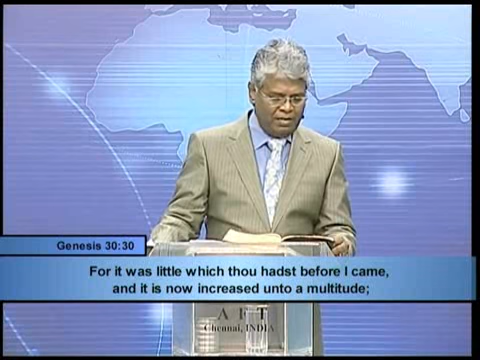 Genesis 30:30
For it was little which thou hadst before I came,
and it is now increased unto a multitude;
A F T
Chennai, INDIA